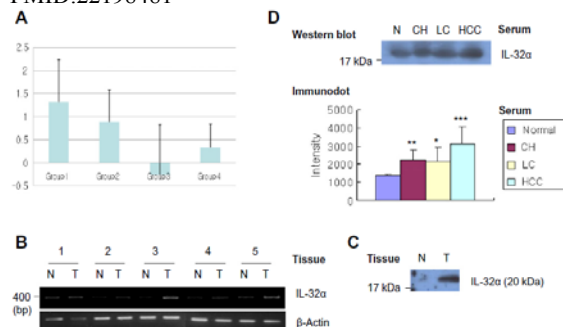 PMID:22198481
A
2.5
2
1.5
1
0.5
0
-0.5
Group1 Group2 Group3 Group4
D
N CH LC HCC Serum
Western blot
17 kDa
IL-32α
Immunodot
Intensity
5000
4000
3000
2000
1000
0
** * ***
Serum
Normal
CH
LC
HCC
B
1 2 3 4 5
N T N T N T N T N T
Tissue
400
(bp)
IL-32α
β-Actin
C
Tissue N T
17 kDa
IL-32α (20 kDa)